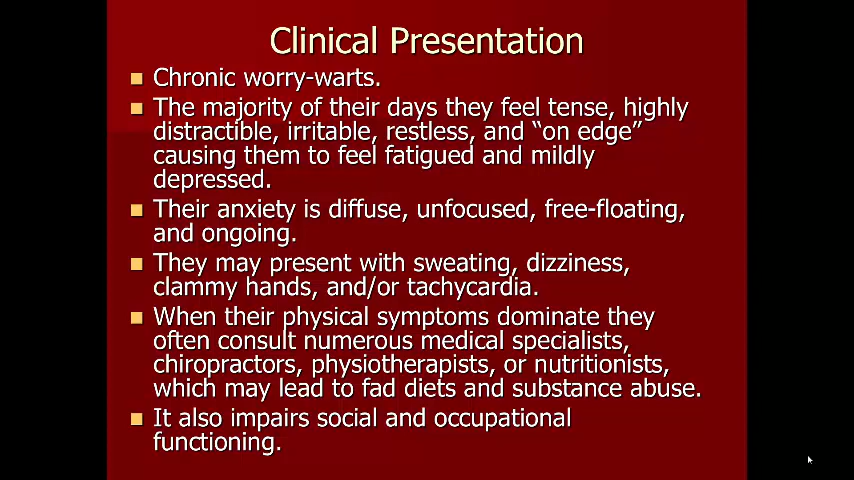 Clinical Presentation
Chronic worry-warts.
The majority of their days they feel tense, highly
distractible, irritable, restless, and “on edge”
causing them to feel fatigued and mildly
depressed.
Their anxiety is diffuse, unfocused, free-floating,
and ongoing.
They may present with sweating, dizziness,
clammy hands, and/or tachycardia.
When their physical symptoms dominate they
often consult numerous medical specialists,
chiropractors, physiotherapists, or nutritionists,
which may lead to fad diets and substance abuse.
It also impairs social and occupational
functioning.